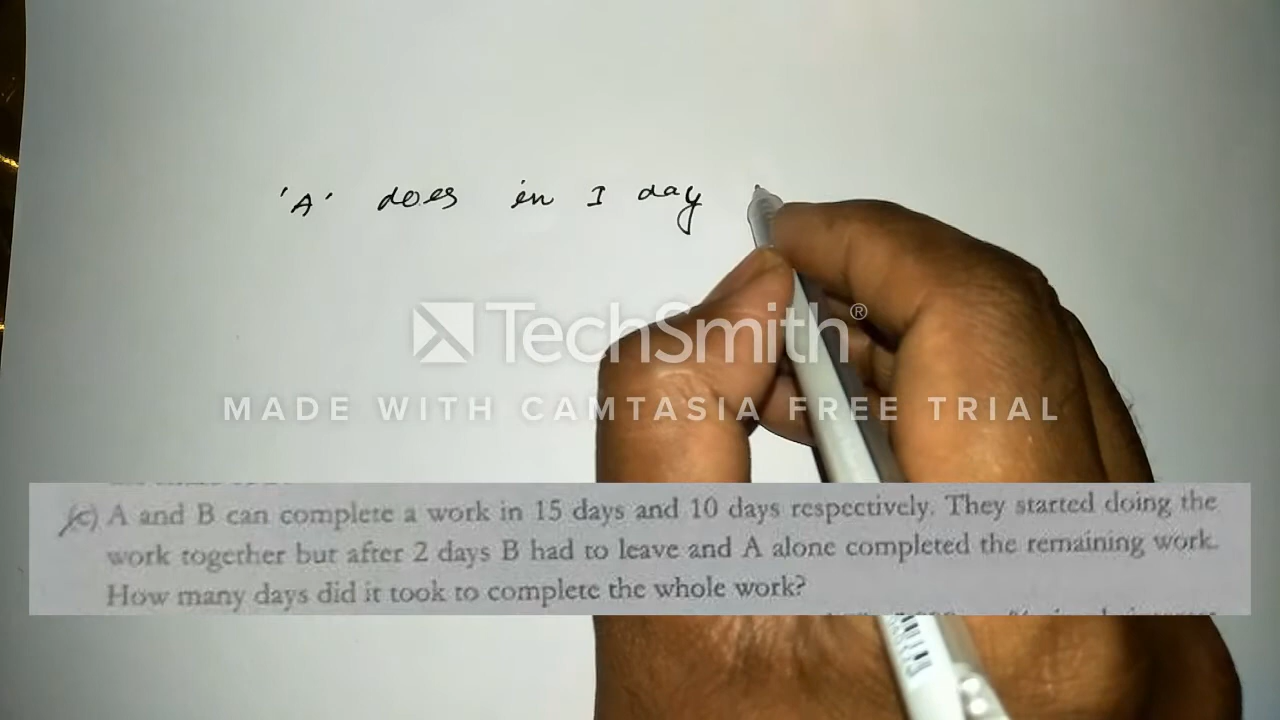 'A' does in 1 day
TechSmith®
MADE WITH CAMTASIA FREE TRIAL
(c) A and B can complete a work in 15 days and 10 days respectively. They started doing the
work together but after 2 days B had to leave and A alone completed the remaining work.
How many days did it took to complete the whole work?